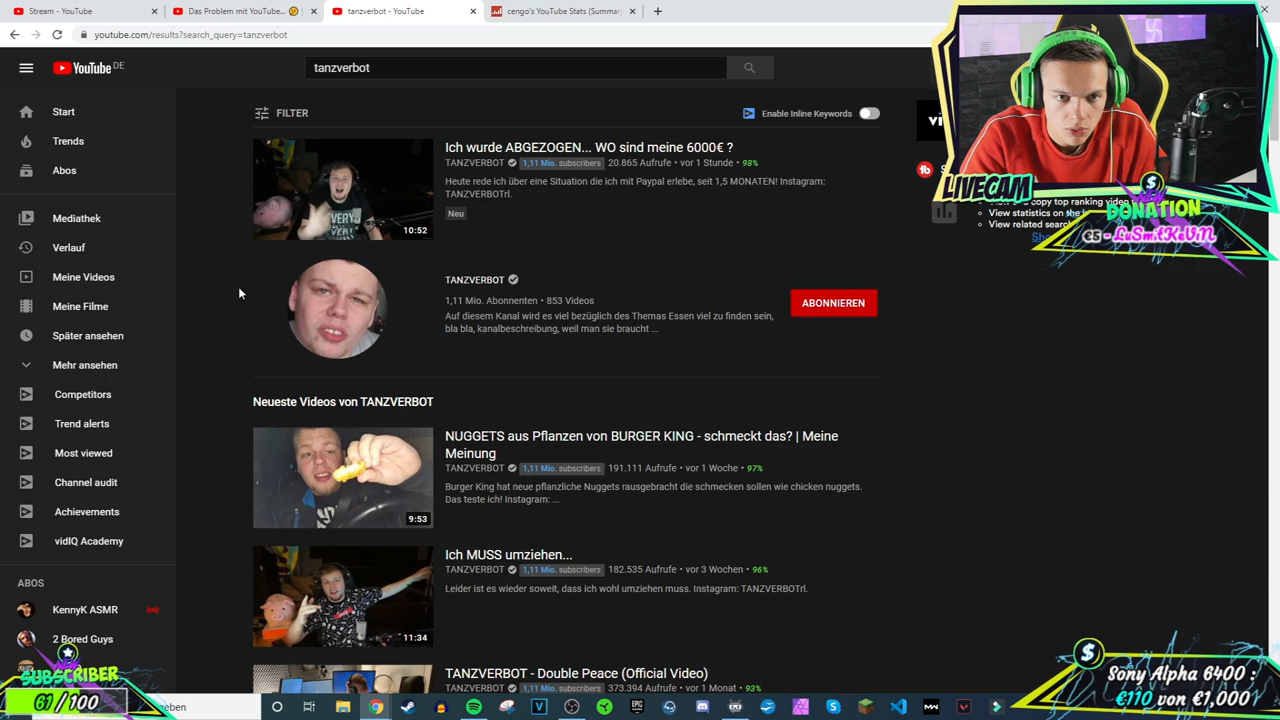 Stream - YouTube
Das Problem mit YouTube...
tanzverbot - YouTube
cengo's YouTube Stats (Summary
youtube.com/results?search_query=tanzverbot
YouTube DE
tanzverbot
Start
Trends
Abos
Mediathek
Verlauf
Meine Videos
Meine Filme
Später ansehen
Mehr ansehen
Competitors
Trend alerts
Most viewed
Channel audit
Achievements
vidIQ Academy
ABOS
KennyK ASMR
2 Bored Guys
FILTER
Enable Inline Keywords
Ich wurde ABGEZOGEN... WO sind meine 6000€ ?
TANZVERBOT 1,11 Mio. subscribers 20.865 Aufrufe • vor 1 Stunde • 98%
Heute rede ich über eine Situation die ich mit Paypal erlebe, seit 1,5 MONATEN! Instagram:
TANZVERBOTrl.
Neu
10:52
TANZVERBOT
1,11 Mio. Abonnenten • 853 Videos
Auf diesem Kanal wird es viel bezüglich des Themas Essen viel zu finden sein,
bla bla, kanalbeschreibung, weil man sie braucht ...
ABONNIEREN
Neueste Videos von TANZVERBOT
NUGGETS aus Pflanzen von BURGER KING - schmeckt das? | Meine
Meinung
TANZVERBOT 1,11 Mio. subscribers 191.111 Aufrufe • vor 1 Woche • 97%
Burger King hat neue pflanzliche Nuggets rausgebracht die schmecken sollen wie chicken nuggets.
Das teste ich! Instagram: ...
9:53
Ich MUSS umziehen...
TANZVERBOT 1,11 Mio. subscribers 182.535 Aufrufe • vor 3 Wochen • 96%
Leider ist es wieder soweit, dass ich wohl umziehen muss. Instagram: TANZVERBOTrl.
11:34
TANZVERBOT - Double Peace (Official Video)
TANZVERBOT 1,11 Mio. subscribers 373.394 Aufrufe • vor 1 Monat • 93%
LIVECAM
copy top ranking video
View statistics on the
View related sear
NEW
DONATION
€5 - LuSmilKeViN
NEW
SUBSCRIBER
61/100
Sony Alpha 6400 :
€110 von €1,000